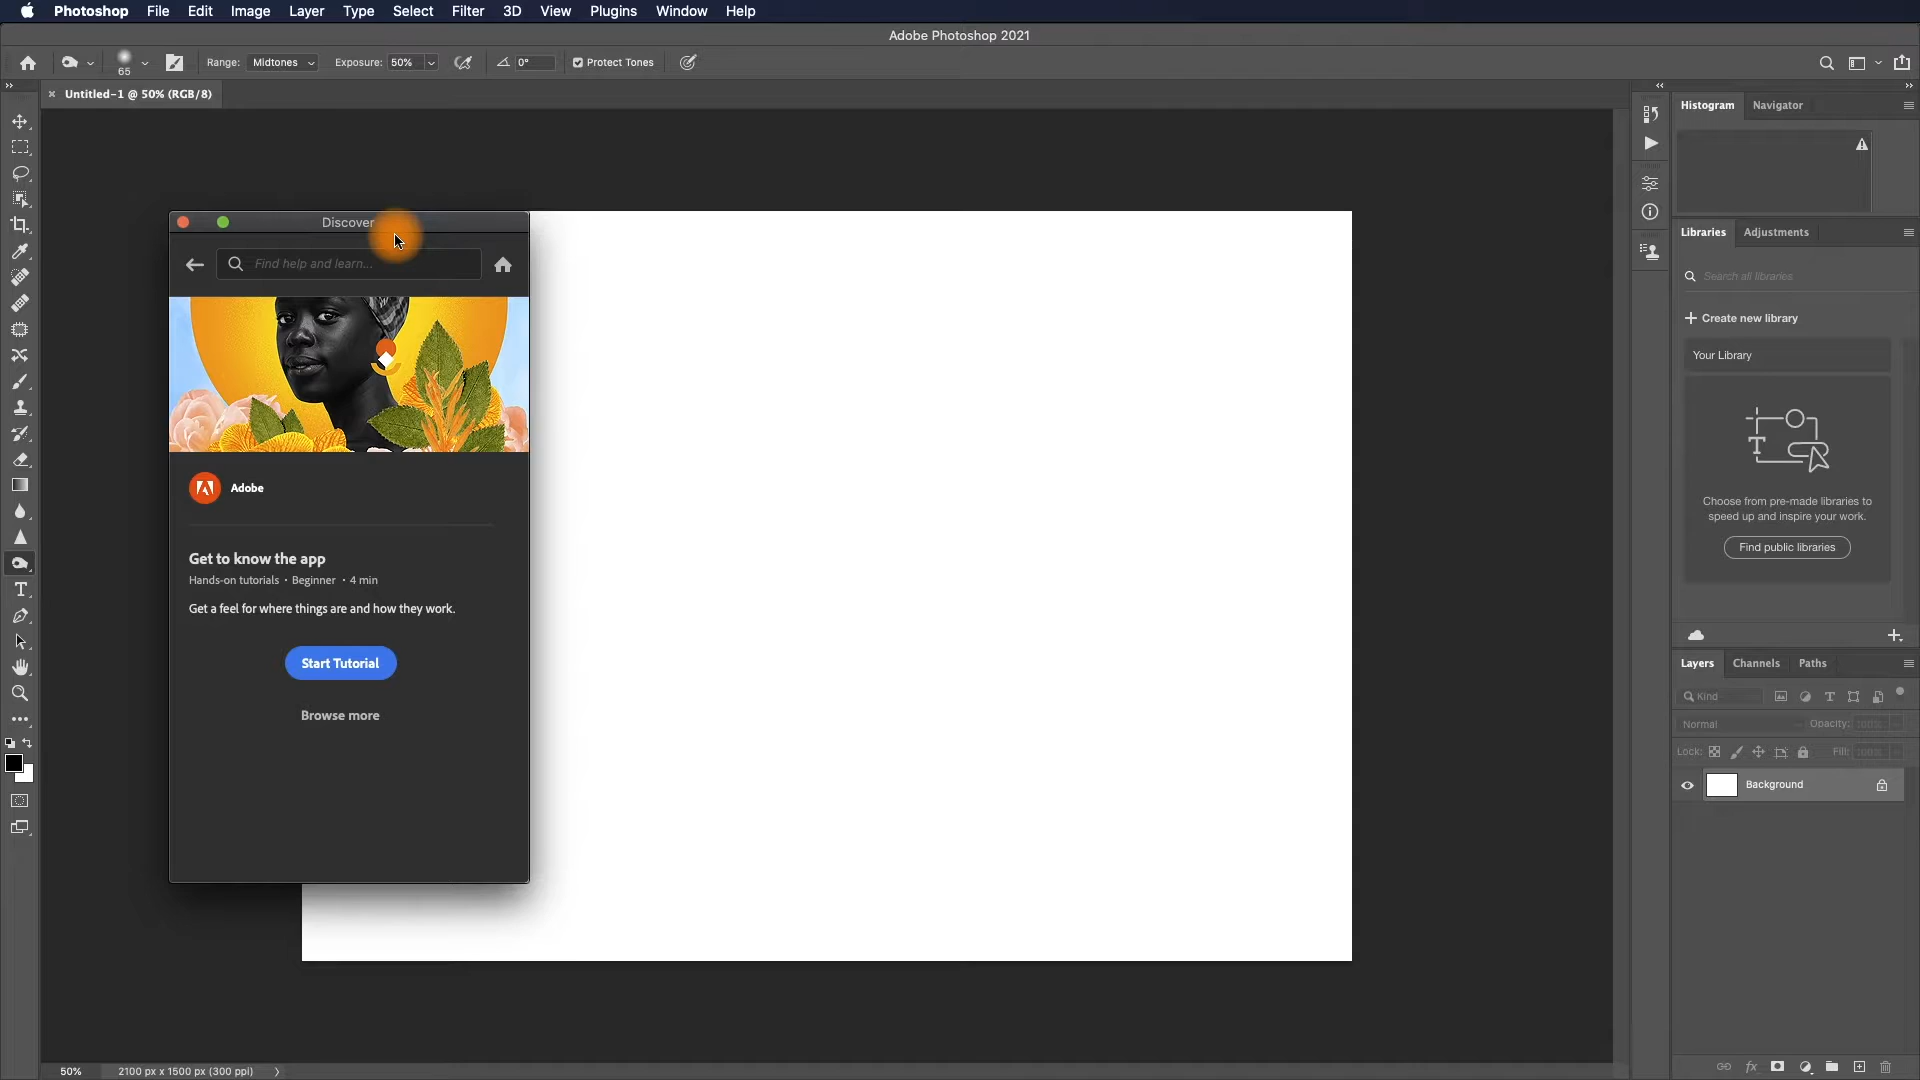 Photoshop File Edit Image Layer Type Select Filter 3D View Plugins Window Help
Adobe Photoshop 2021
65 Range: Midtones Exposure: 50% 0° Protect Tones
Untitled-1 @ 50% (RGB/8)
Histogram Navigator
Discover
Find help and learn...
Adobe
Get to know the app
Hands-on tutorials • Beginner • 4 min
Get a feel for where things are and how they work.
Start Tutorial
Browse more
Libraries Adjustments
Search all libraries
Create new library
Your Library
Choose from pre-made libraries to
speed up and inspire your work.
Find public libraries
Layers Channels Paths
Kind
Normal Opacity: 100%
Lock: Fill: 100%
Background
50% 2100 px x 1500 px (300 ppi)